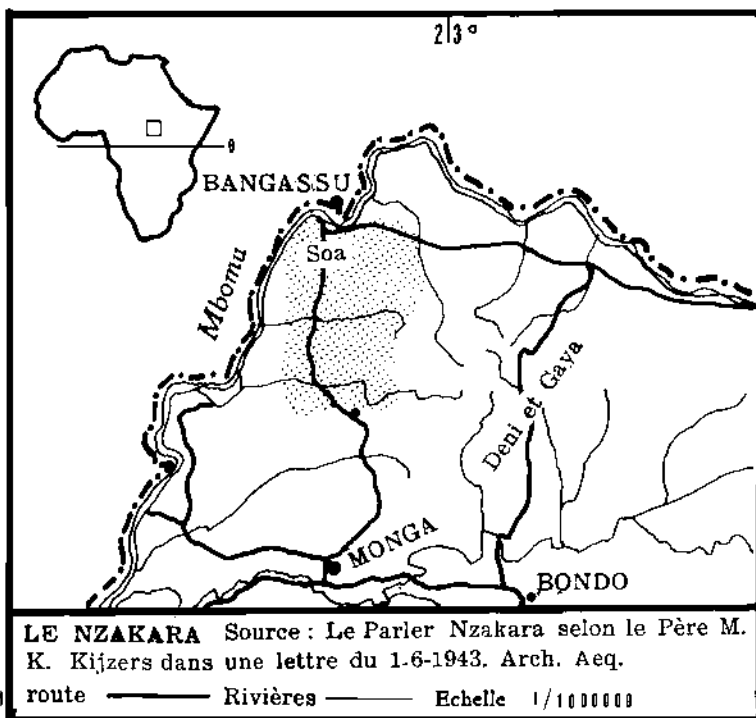 23°
0
BANGASSU
Soa
Mbomu
Deni et Gaya
MONGA
BONDO
LE NZAKARA Source : Le Parler Nzakara selon le Père M.
K. Kijzers dans une lettre du 1-6-1943. Arch. Aeq.
route Rivières Echelle 1/1000000